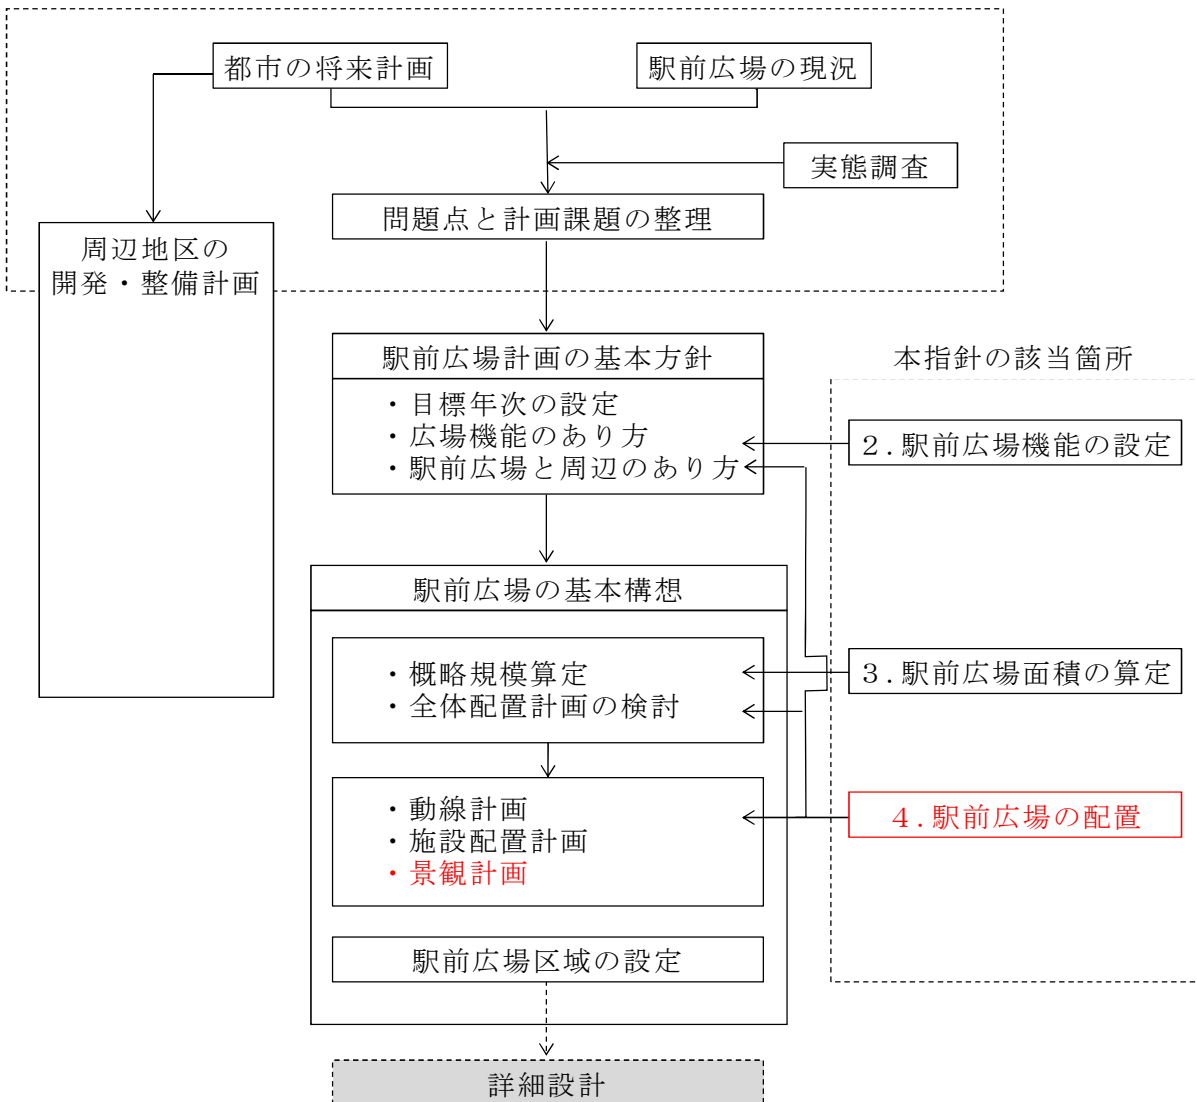 都市の将来計画
駅前広場の現況
実態調査
問題点と計画課題の整理
周辺地区の
開発・整備計画
駅前広場計画の基本方針
・目標年次の設定
・広場機能のあり方
・駅前広場と周辺のあり方
本指針の該当箇所
2.駅前広場機能の設定
駅前広場の基本構想
・概略規模算定
・全体配置計画の検討
3.駅前広場面積の算定
・動線計画
・施設配置計画
・景観計画
4.駅前広場の配置
駅前広場区域の設定
詳細設計